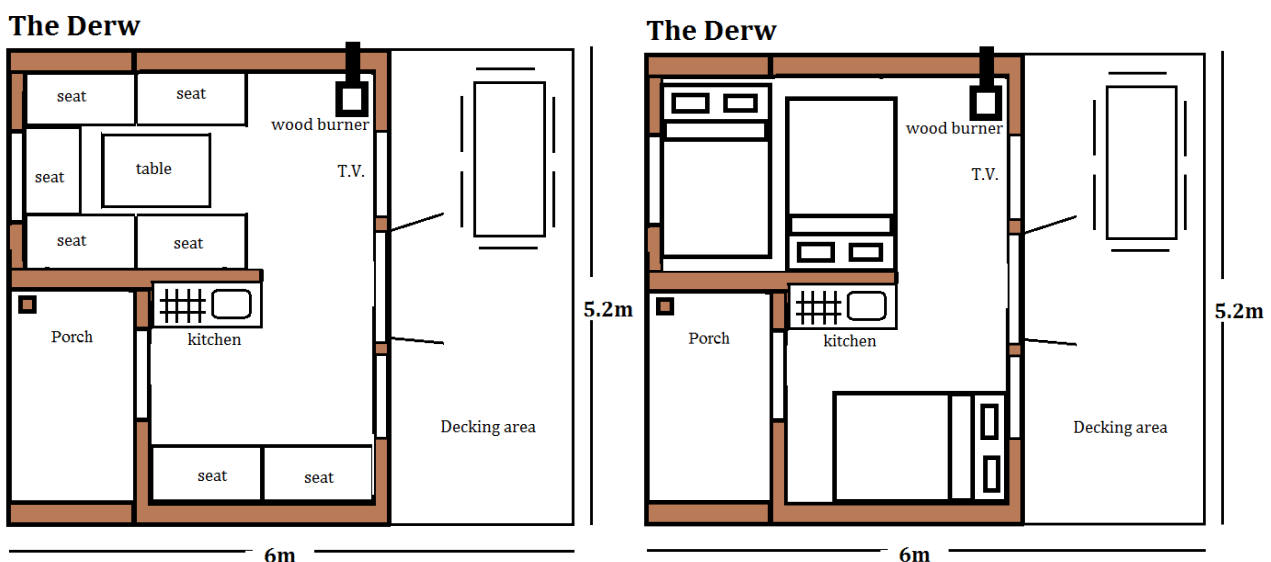 The Derw
seat
seat
wood burner
seat
table
T.V.
seat
seat
Porch
kitchen
seat
seat
Decking area
5.2m
6m
The Derw
wood burner
T.V.
Porch
kitchen
Decking area
5.2m
6m